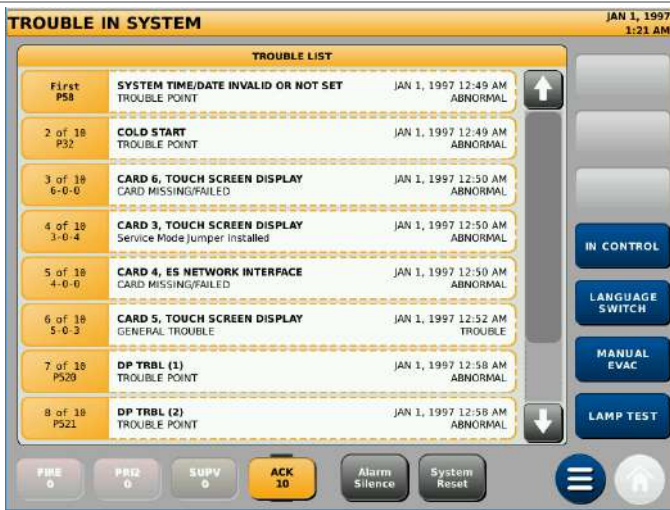 TROUBLE IN SYSTEM
JAN 1, 1997
1:21 AM
TROUBLE LIST
First
P58
SYSTEM TIME/DATE INVALID OR NOT SET
TROUBLE POINT
JAN 1, 1997 12:49 AM
ABNORMAL
2 of 10
P32
COLD START
TROUBLE POINT
JAN 1, 1997 12:49 AM
ABNORMAL
3 of 10
6-0-0
CARD 6, TOUCH SCREEN DISPLAY
CARD MISSING/FAILED
JAN 1, 1997 12:50 AM
ABNORMAL
4 of 10
3-0-4
CARD 3, TOUCH SCREEN DISPLAY
Service Mode Jumper Installed
JAN 1, 1997 12:50 AM
ABNORMAL
5 of 10
4-0-0
CARD 4, ES NETWORK INTERFACE
CARD MISSING/FAILED
JAN 1, 1997 12:50 AM
ABNORMAL
6 of 10
5-0-3
CARD 5, TOUCH SCREEN DISPLAY
GENERAL TROUBLE
JAN 1, 1997 12:52 AM
TROUBLE
7 of 10
P520
DP TRBL (1)
TROUBLE POINT
JAN 1, 1997 12:58 AM
ABNORMAL
8 of 10
P521
DP TRBL (2)
TROUBLE POINT
JAN 1, 1997 12:58 AM
ABNORMAL
IN CONTROL
LANGUAGE
SWITCH
MANUAL
EVAC
LAMP TEST
FIRE
0
PRI2
0
SUPV
0
ACK
10
Alarm
Silence
System
Reset